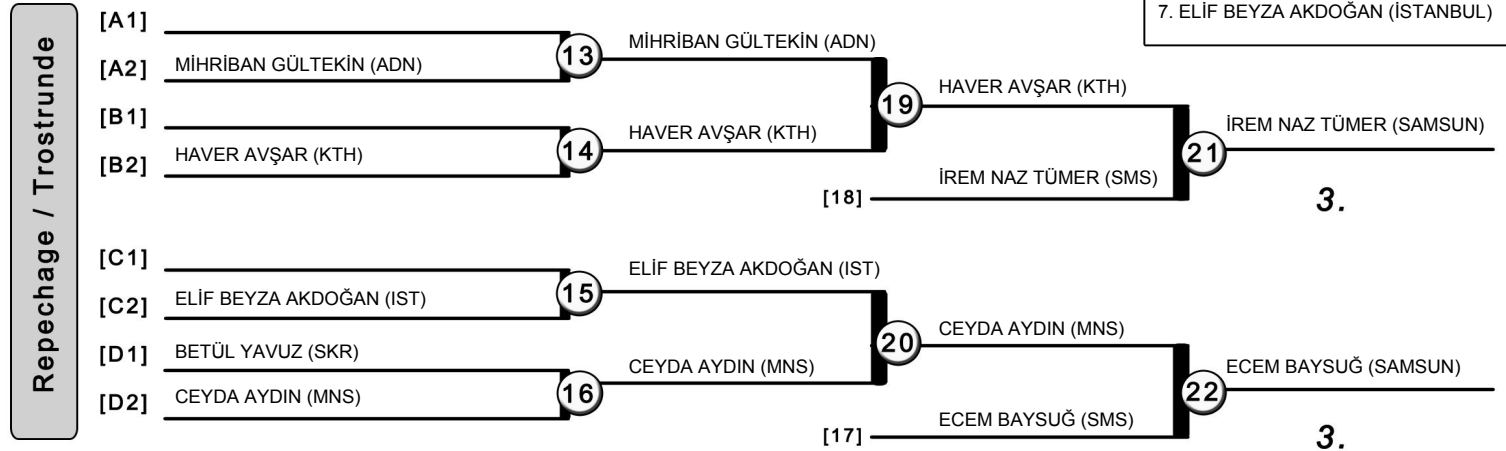 7. ELİF BEYZA AKDOĞAN (İSTANBUL)
Repechage / Trostrunde
[A1]
13
MİHRİBAN GÜLTEKİN (ADN)
[A2] MİHRİBAN GÜLTEKİN (ADN)
19
HAVER AVŞAR (KTH)
[B1]
14
HAVER AVŞAR (KTH)
21
İREM NAZ TÜMER (SAMSUN)
[B2] HAVER AVŞAR (KTH)
[18] İREM NAZ TÜMER (SMS)
3.
[C1]
15
ELİF BEYZA AKDOĞAN (IST)
[C2] ELİF BEYZA AKDOĞAN (IST)
20
CEYDA AYDIN (MNS)
[D1] BETÜL YAVUZ (SKR)
16
CEYDA AYDIN (MNS)
22
ECEM BAYSUĞ (SAMSUN)
[D2] CEYDA AYDIN (MNS)
[17] ECEM BAYSUĞ (SMS)
3.